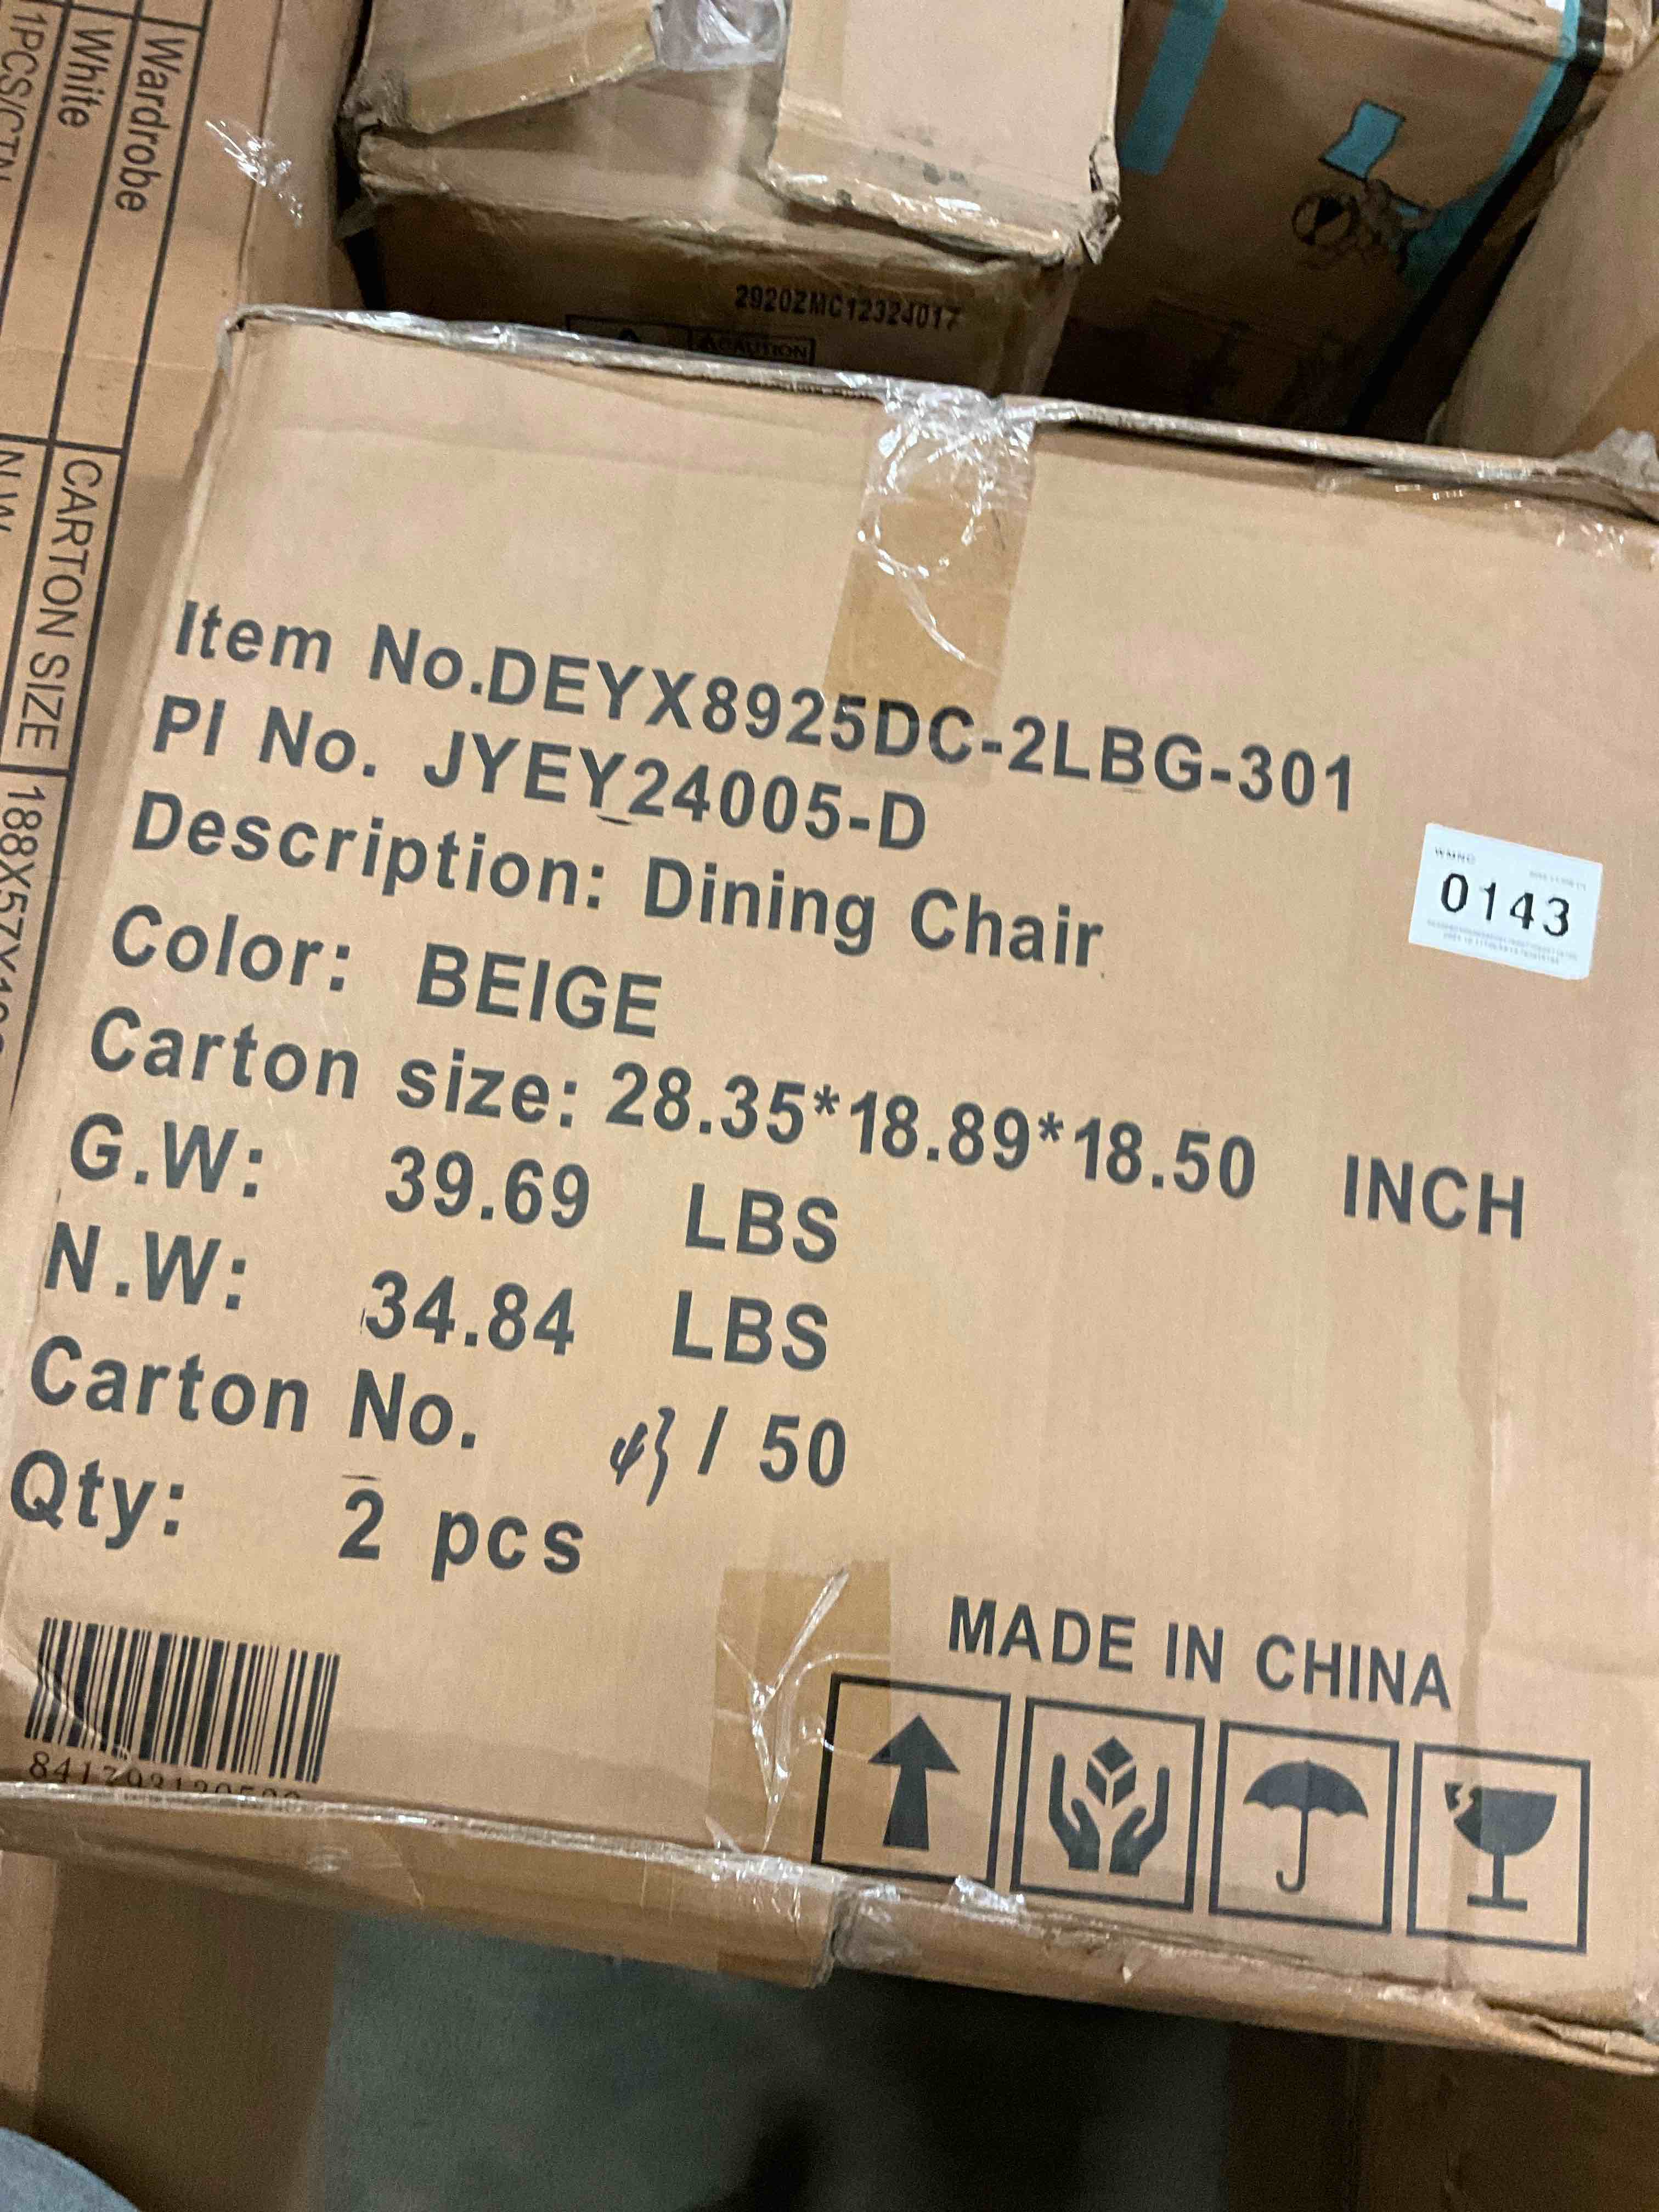 Wardrobe
White
1PCS/CTN
CARTON SIZE
N.W
2920ZMC12324017
CAUTION
Item No.DEYX8925DC-2LBG-301
PI No. JYEY24005-D
Description: Dining Chair
Color: BEIGE
Carton size: 28.35*18.89*18.50 INCH
G.W: 39.69 LBS
N.W: 34.84 LBS
Carton No. 43 / 50
Qty: 2 pcs
0143
MADE IN CHINA